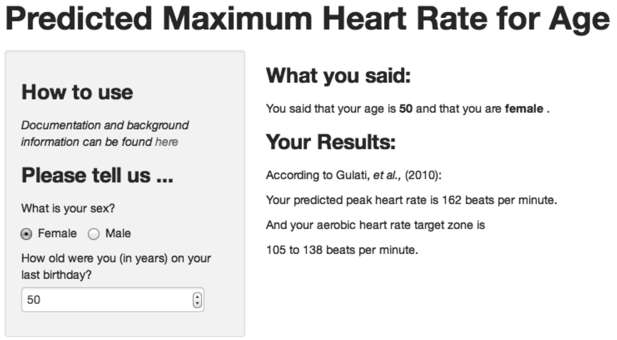 Predicted Maximum Heart Rate for Age
How to use
Documentation and background
information can be found here
Please tell us ...
What is your sex?
Female Male
How old were you (in years) on your
last birthday?
50
What you said:
You said that your age is 50 and that you are female .
Your Results:
According to Gulati, et al., (2010):
Your predicted peak heart rate is 162 beats per minute.
And your aerobic heart rate target zone is
105 to 138 beats per minute.